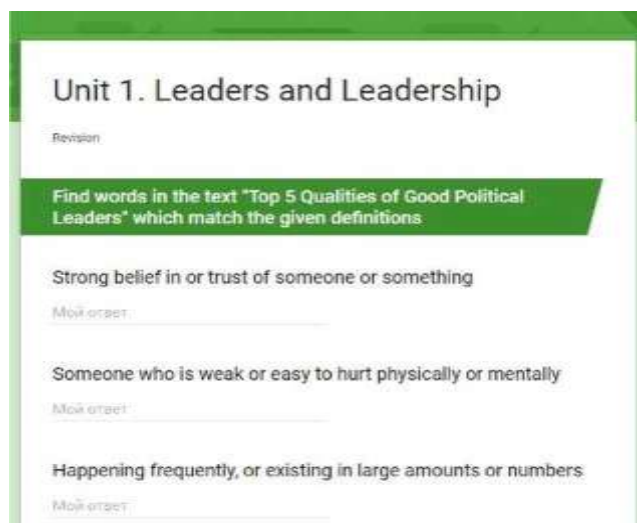 Unit 1. Leaders and Leadership
Revision
Find words in the text "Top 5 Qualities of Good Political
Leaders" which match the given definitions
Strong belief in or trust of someone or something
Мой ответ
Someone who is weak or easy to hurt physically or mentally
Мой ответ
Happening frequently, or existing in large amounts or numbers
Мой ответ